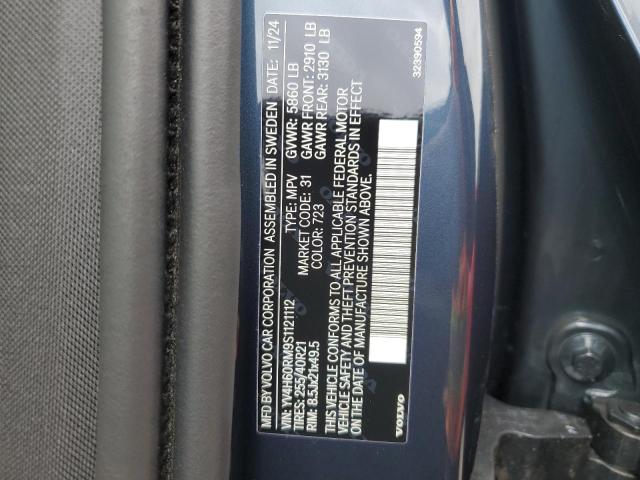 MFD BY VOLVO CAR CORPORATION ASSEMBLED IN SWEDEN DATE: 11/24
VIN: YV4H60RM9S1121112 TYPE: MPV GVWR: 5860 LB
TIRES: 255/40R21 MARKET CODE: 31 GAWR FRONT: 2910 LB
RIM: 8.5Jx21x49.5 COLOR: 723 GAWR REAR: 3130 LB
THIS VEHICLE CONFORMS TO ALL APPLICABLE FEDERAL MOTOR
VEHICLE SAFETY AND THEFT PREVENTION STANDARDS IN EFFECT
ON THE DATE OF MANUFACTURE SHOWN ABOVE.
VOLVO 32390594